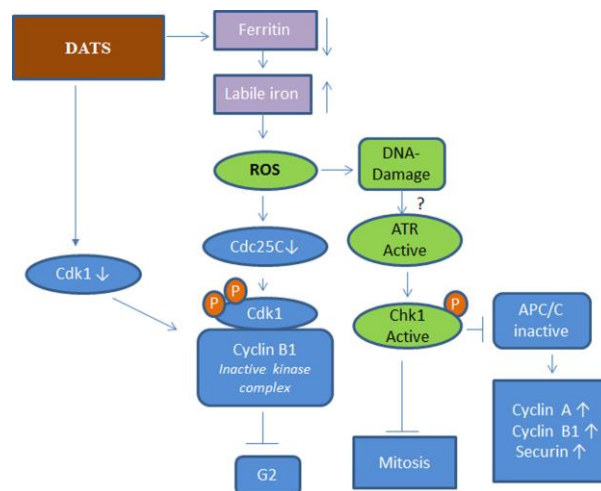 DATS
Ferritin ↓
Labile iron ↑
ROS
DNA-
Damage
?
ATR
Active
Cdc25C↓
Cdk1 ↓
P
P
Cdk1
Cyclin B1
Inactive kinase
complex
P
Chk1
Active
APC/C
inactive
Cyclin A ↑
Cyclin B1 ↑
Securin ↑
G2
Mitosis